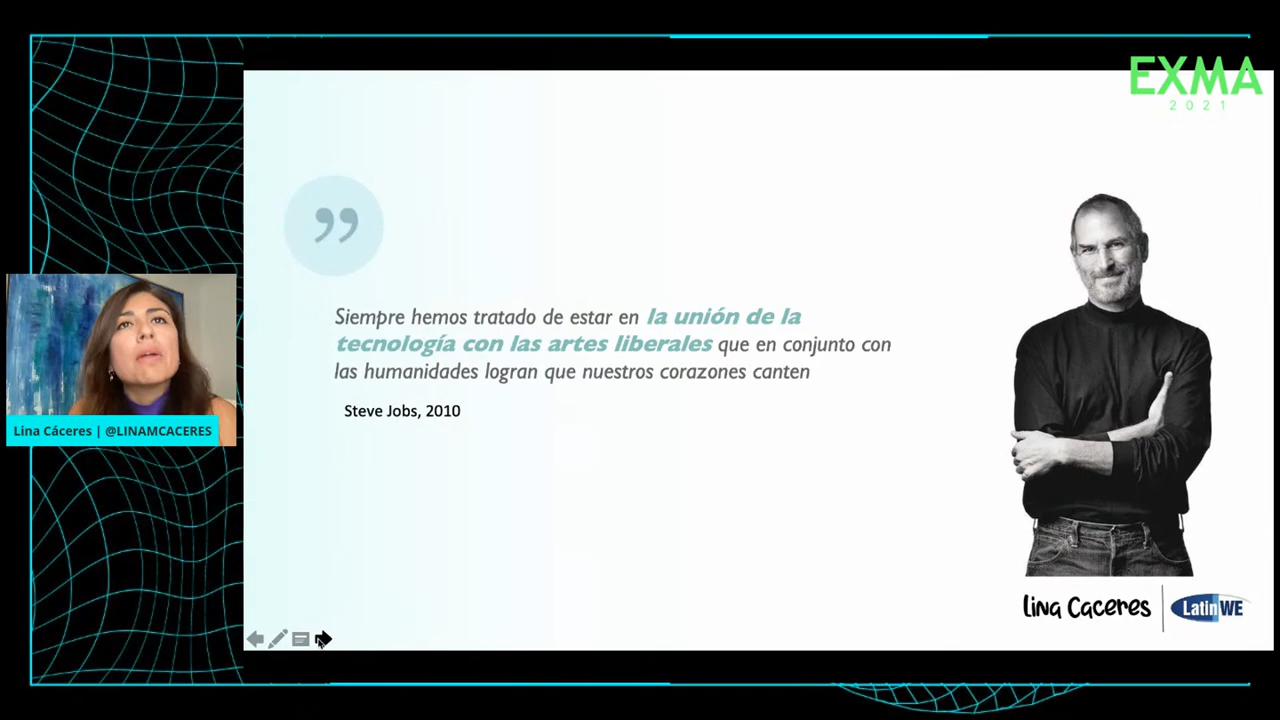 EXMA
2021
”
Siempre hemos tratado de estar en la unión de la
tecnología con las artes liberales que en conjunto con
las humanidades logran que nuestros corazones canten
Steve Jobs, 2010
Lina Cáceres | @LINAMCACERES
Lina Caceres
LatinWE